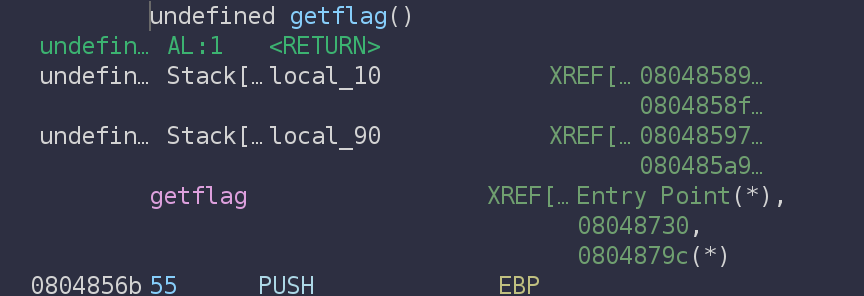 undefined getflag()
undefin… AL:1 <RETURN>
undefin… Stack[… local_10 XREF[… 08048589…
0804858f…
undefin… Stack[… local_90 XREF[… 08048597…
080485a9…
getflag XREF[… Entry Point(*),
08048730,
0804879c(*)
0804856b 55 PUSH EBP